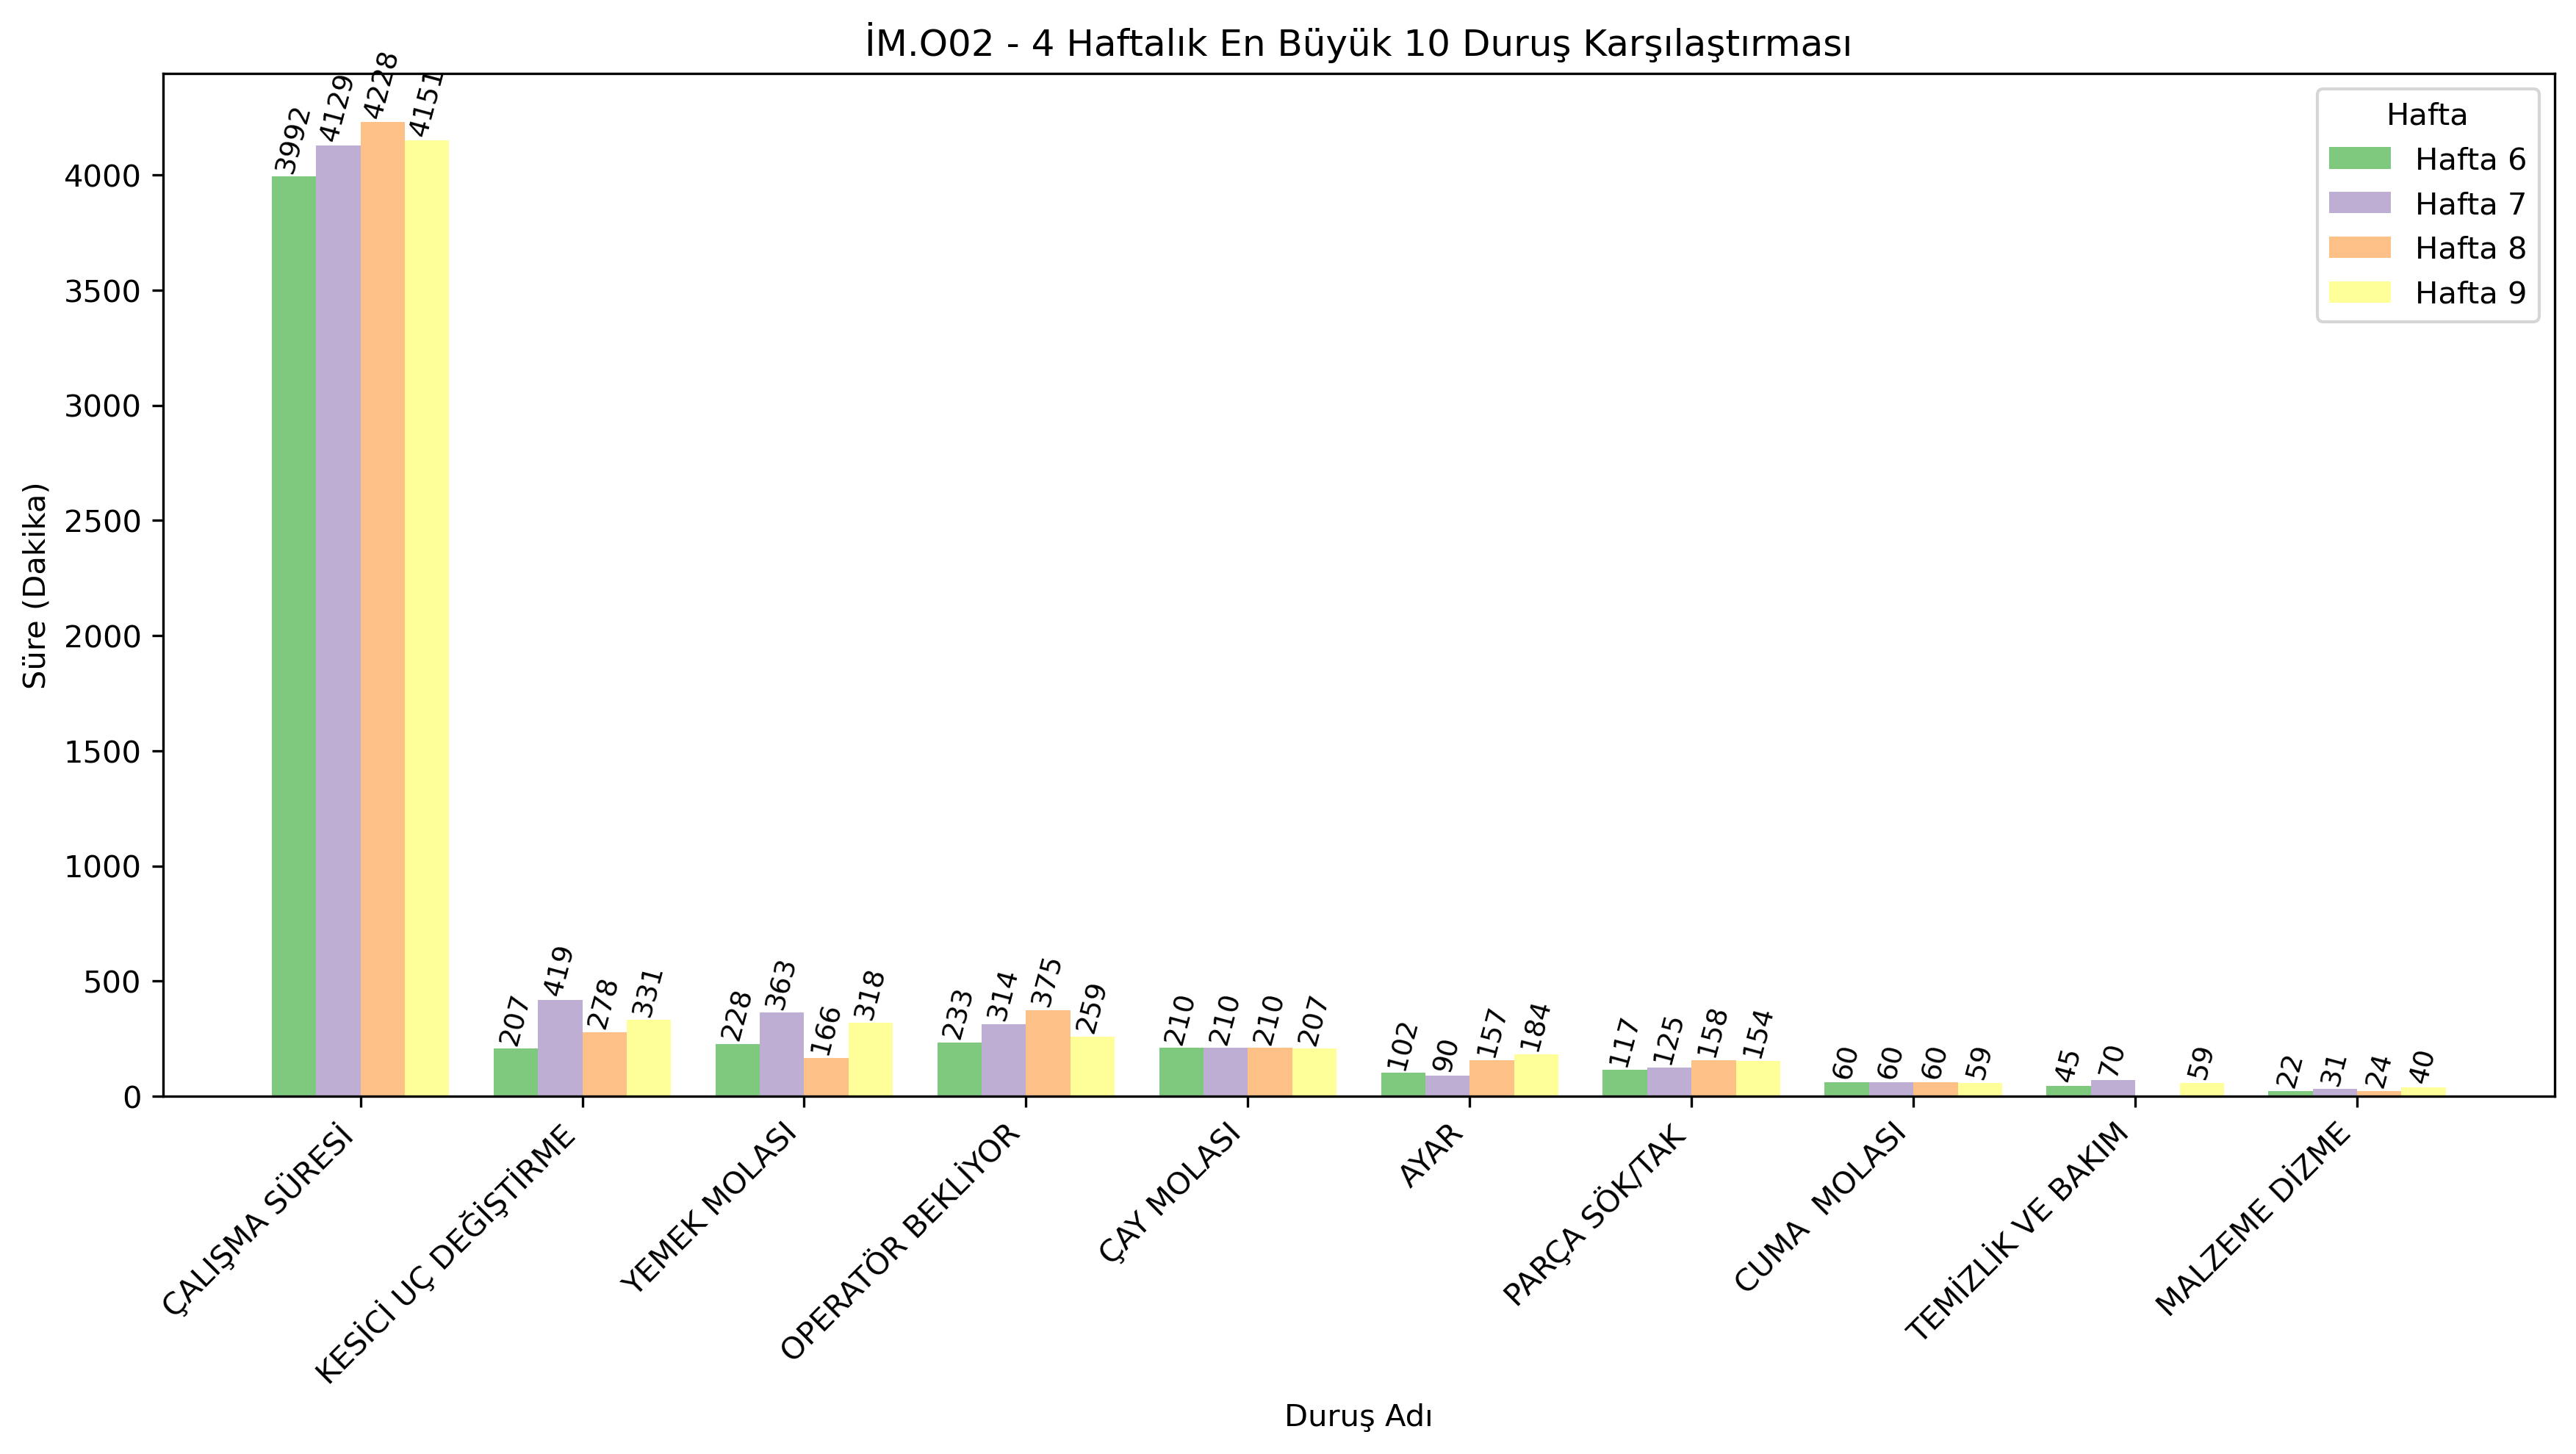 İM.O02 - 4 Haftalık En Büyük 10 Duruş Karşılaştırması
Hafta
Hafta 6
Hafta 7
Hafta 8
Hafta 9
Süre (Dakika)
4000
3500
3000
2500
2000
1500
1000
500
0
3992 4129 4228 4151
207 419 278 331
228 363 166 318
233 314 375 259
210 210 210 207
102 90 157 184
117 125 158 154
60 60 60 59
45 70 59
22 31 24 40
ÇALIŞMA SÜRESİ
KESİCİ UÇ DEĞİŞTİRME
YEMEK MOLASI
OPERATÖR BEKLİYOR
ÇAY MOLASI
AYAR
PARÇA SÖK/TAK
CUMA  MOLASI
TEMİZLİK VE BAKIM
MALZEME DİZME
Duruş Adı